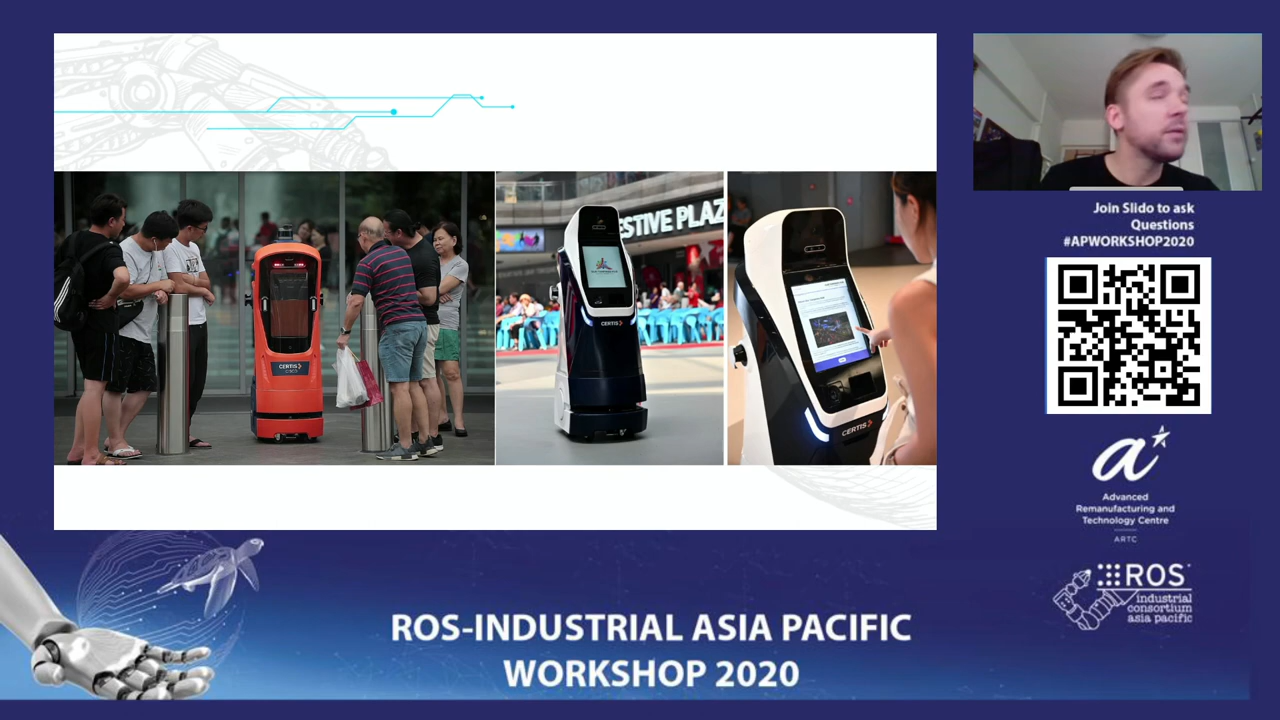 CERTIS
ESTIVE PLAZ
CERTIS
CERTIS
Join Slido to ask
Questions
#APWORKSHOP2020
a
Advanced
Remanufacturing and
Technology Centre
ARTC
ROS
industrial
consortium
asia pacific
ROS-INDUSTRIAL ASIA PACIFIC
WORKSHOP 2020